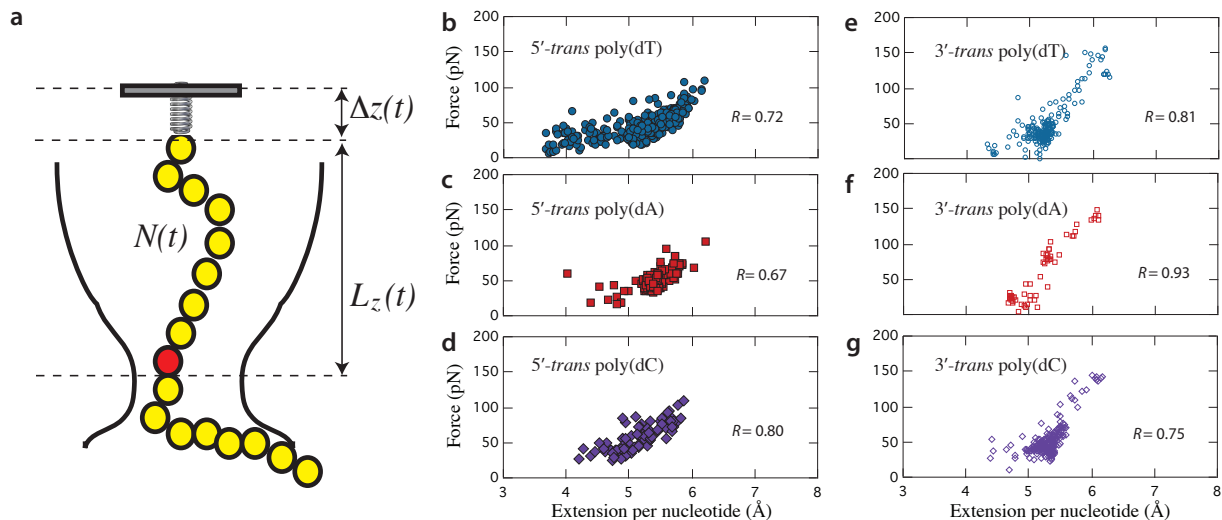 a
Δz(t)
N(t)
L_z(t)
b
200
150
100
50
0
Force (pN)
5′-trans poly(dT)
R = 0.72
c
200
150
100
50
0
Force (pN)
5′-trans poly(dA)
R = 0.67
d
200
150
100
50
0
Force (pN)
5′-trans poly(dC)
R = 0.80
3 4 5 6 7 8
Extension per nucleotide (Å)
e
200
150
100
50
0
3′-trans poly(dT)
R = 0.81
f
200
150
100
50
0
3′-trans poly(dA)
R = 0.93
g
200
150
100
50
0
3′-trans poly(dC)
R = 0.75
3 4 5 6 7 8
Extension per nucleotide (Å)